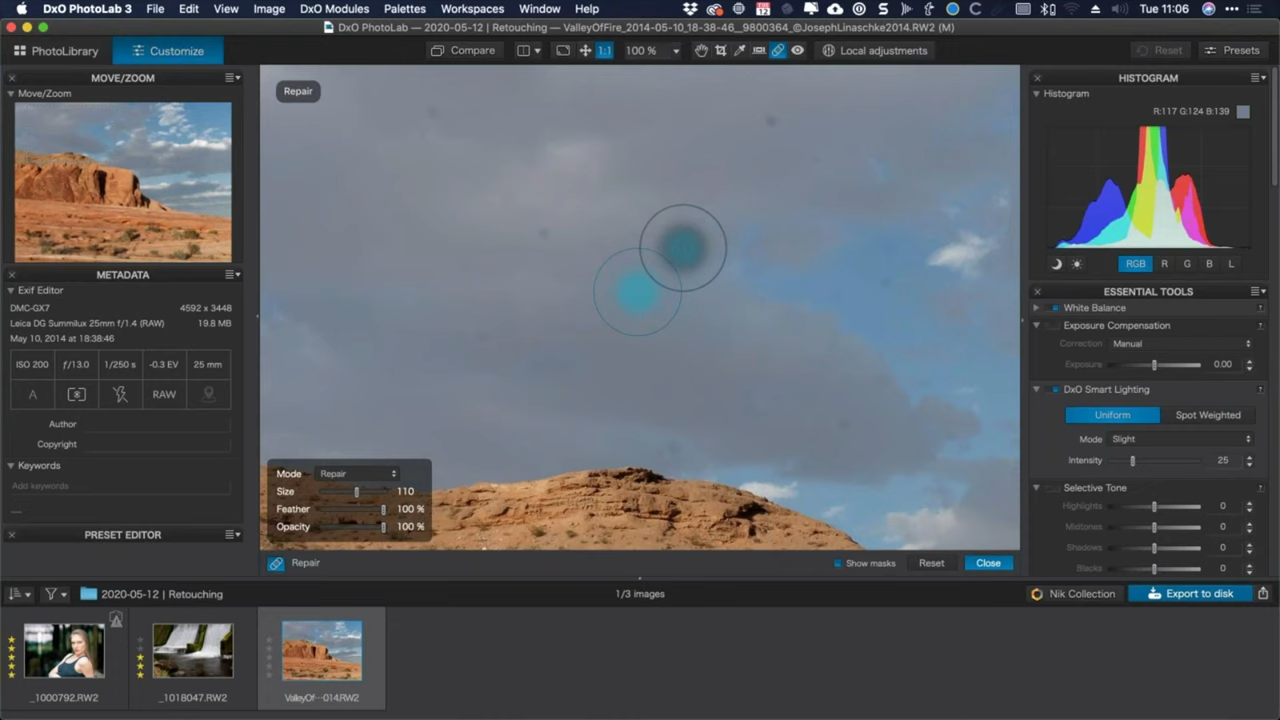 DxO PhotoLab 3 File Edit View Image DxO Modules Palettes Workspaces Window Help Tue 11:06
DxO PhotoLab — 2020-05-12 | Retouching — ValleyOfFire_2014-05-10_18-38-46__9800364_©JosephLinaschke2014.RW2 (M)
PhotoLibrary Customize Compare 1:1 100 % Local adjustments Reset Presets
MOVE/ZOOM
Move/Zoom
METADATA
Exif Editor
DMC-GX7 4592 x 3448
Leica DG Summilux 25mm f/1.4 (RAW) 19.8 MB
May 10, 2014 at 18:38:46
ISO 200 ƒ/13.0 1/250 s -0.3 EV 25 mm
A RAW
Author
Copyright
Keywords
Add keywords
PRESET EDITOR
Repair
Mode Repair
Size 110
Feather 100 %
Opacity 100 %
Repair Show masks Reset Close
HISTOGRAM
Histogram
R:117 G:124 B:139
RGB R G B L
ESSENTIAL TOOLS
White Balance ?
Exposure Compensation ?
Correction Manual
Exposure 0.00
DxO Smart Lighting ?
Uniform Spot Weighted
Mode Slight
Intensity 25
Selective Tone ?
Highlights 0
Midtones 0
Shadows 0
Blacks 0
2020-05-12 | Retouching 1/3 images Nik Collection Export to disk
_1000792.RW2 _1018047.RW2 ValleyOf···014.RW2